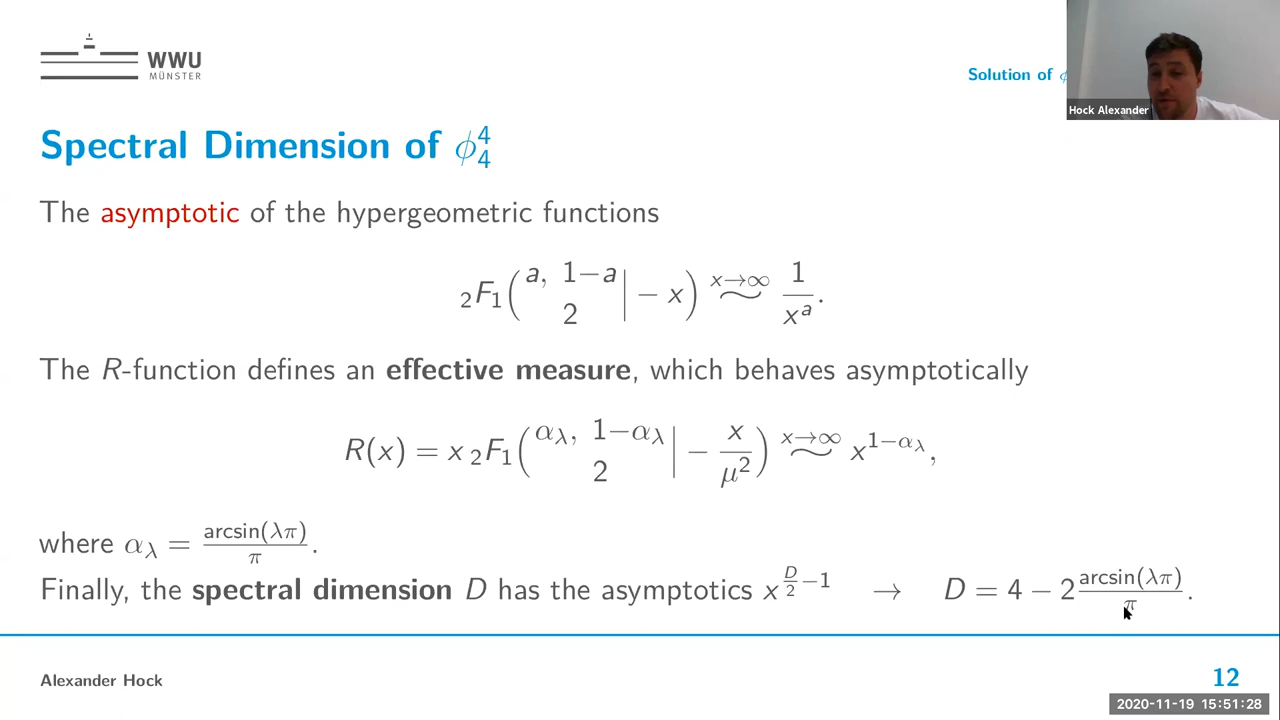 WWU
MÜNSTER
Solution of ϕ
Hock Alexander
Spectral Dimension of ϕ⁴₄
The asymptotic of the hypergeometric functions
₂F₁(a, 1−a | −x) x→∞ ~ 1/xᵃ.
2
The R-function defines an effective measure, which behaves asymptotically
R(x) = x ₂F₁(α_λ, 1−α_λ | −x/μ²) x→∞ ~ x^{1−α_λ},
2
where α_λ = arcsin(λπ)/π.
Finally, the spectral dimension D has the asymptotics x^{D/2−1} → D = 4 − 2 arcsin(λπ)/π.
Alexander Hock
12
2020-11-19 15:51:28